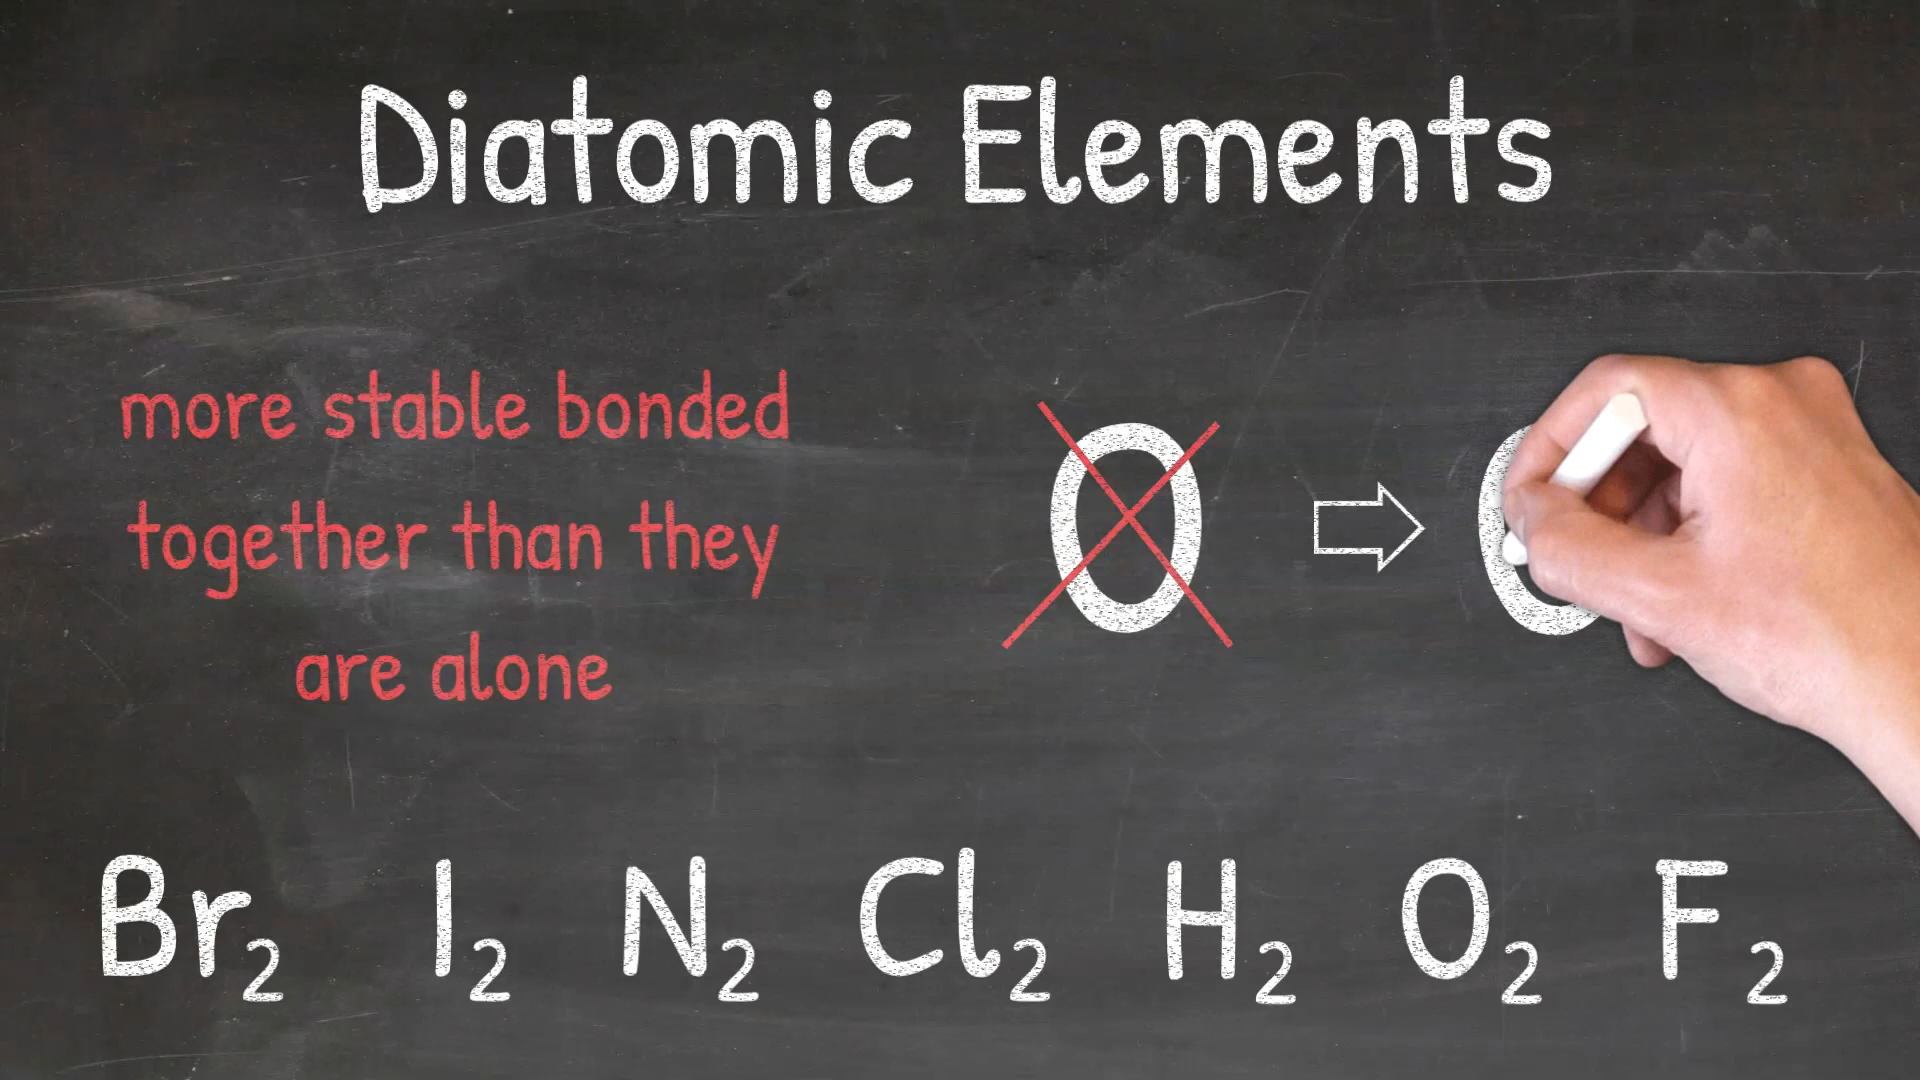 Diatomic Elements
more stable bonded
together than they
are alone
O ⇨
Br₂ I₂ N₂ Cl₂ H₂ O₂ F₂